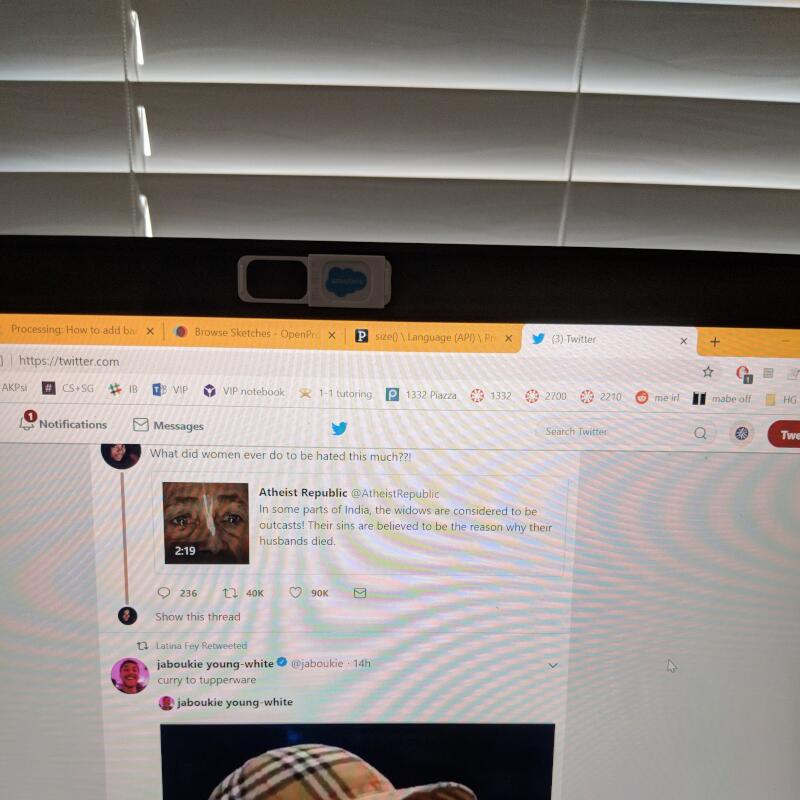 Processing: How to add ba
Browse Sketches - OpenPro
P
size() \ Language (API) \ Pr
(3) Twitter
https://twitter.com
AKPsi
#
CS+SG
IB
VIP
VIP notebook
1-1 tutoring
P
1332 Piazza
1332
2700
2210
me irl
mabe off
HG
1
1
Notifications
Messages
Search Twitter
Twe
What did women ever do to be hated this much??!
Atheist Republic @AtheistRepublic
In some parts of India, the widows are considered to be
outcasts! Their sins are believed to be the reason why their
husbands died.
2:19
236
40K
90K
Show this thread
Latina Fey Retweeted
jaboukie young-white @jaboukie · 14h
curry to tupperware
jaboukie young-white